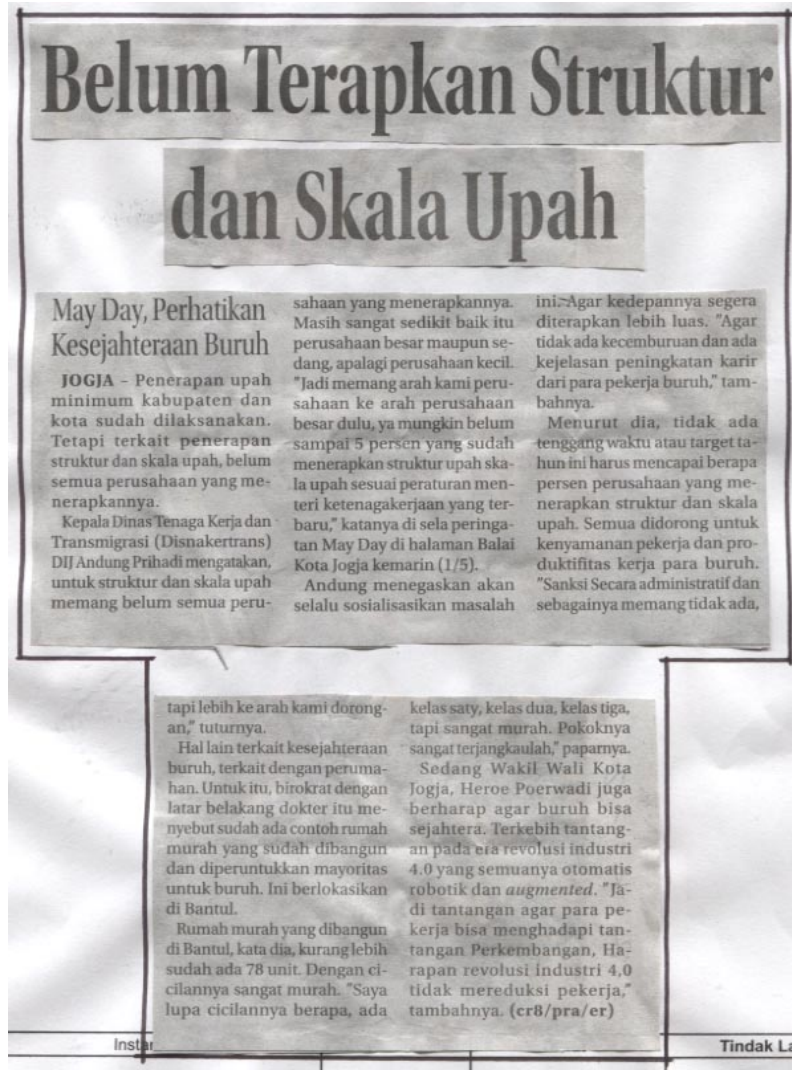 Belum Terapkan Struktur
dan Skala Upah
May Day, Perhatikan
Kesejahteraan Buruh
JOGJA – Penerapan upah
minimum kabupaten dan
kota sudah dilaksanakan.
Tetapi terkait penerapan
struktur dan skala upah, belum
semua perusahaan yang me-
nerapkannya.
Kepala Dinas Tenaga Kerja dan
Transmigrasi (Disnakertrans)
DIJ Andung Prihadi mengatakan,
untuk struktur dan skala upah
memang belum semua peru-
sahaan yang menerapkannya.
Masih sangat sedikit baik itu
perusahaan besar maupun se-
dang, apalagi perusahaan kecil.
"Jadi memang arah kami peru-
sahaan ke arah perusahaan
besar dulu, ya mungkin belum
sampai 5 persen yang sudah
menerapkan struktur upah ska-
la upah sesuai peraturan men-
teri ketenagakerjaan yang ter-
baru," katanya di sela peringa-
tan May Day di halaman Balai
Kota Jogja kemarin (1/5).
Andung menegaskan akan
selalu sosialisasikan masalah
ini. Agar kedepannya segera
diterapkan lebih luas. "Agar
tidak ada kecemburuan dan ada
kejelasan peningkatan karir
dari para pekerja buruh," tam-
bahnya.
Menurut dia, tidak ada
tenggang waktu atau target ta-
hun ini harus mencapai berapa
persen perusahaan yang me-
nerapkan struktur dan skala
upah. Semua didorong untuk
kenyamanan pekerja dan pro-
duktifitas kerja para buruh.
"Sanksi Secara administratif dan
sebagainya memang tidak ada,
tapi lebih ke arah kami dorong-
an," tuturnya.
Hal lain terkait kesejahteraan
buruh, terkait dengan peruma-
han. Untuk itu, birokrat dengan
latar belakang dokter itu me-
nyebut sudah ada contoh rumah
murah yang sudah dibangun
dan diperuntukkan mayoritas
untuk buruh. Ini berlokasikan
di Bantul.
Rumah murah yang dibangun
di Bantul, kata dia, kurang lebih
sudah ada 78 unit. Dengan ci-
cilannya sangat murah. "Saya
lupa cicilannya berapa, ada
kelas saty, kelas dua, kelas tiga,
tapi sangat murah. Pokoknya
sangat terjangkaulah," paparnya.
Sedang Wakil Wali Kota
Jogja, Heroe Poerwadi juga
berharap agar buruh bisa
sejahtera. Terkebih tantang-
an pada era revolusi industri
4.0 yang semuanya otomatis
robotik dan augmented. "Ja-
di tantangan agar para pe-
kerja bisa menghadapi tan-
tangan Perkembangan, Ha-
rapan revolusi industri 4,0
tidak mereduksi pekerja,"
tambahnya. (cr8/pra/er)
Tindak La